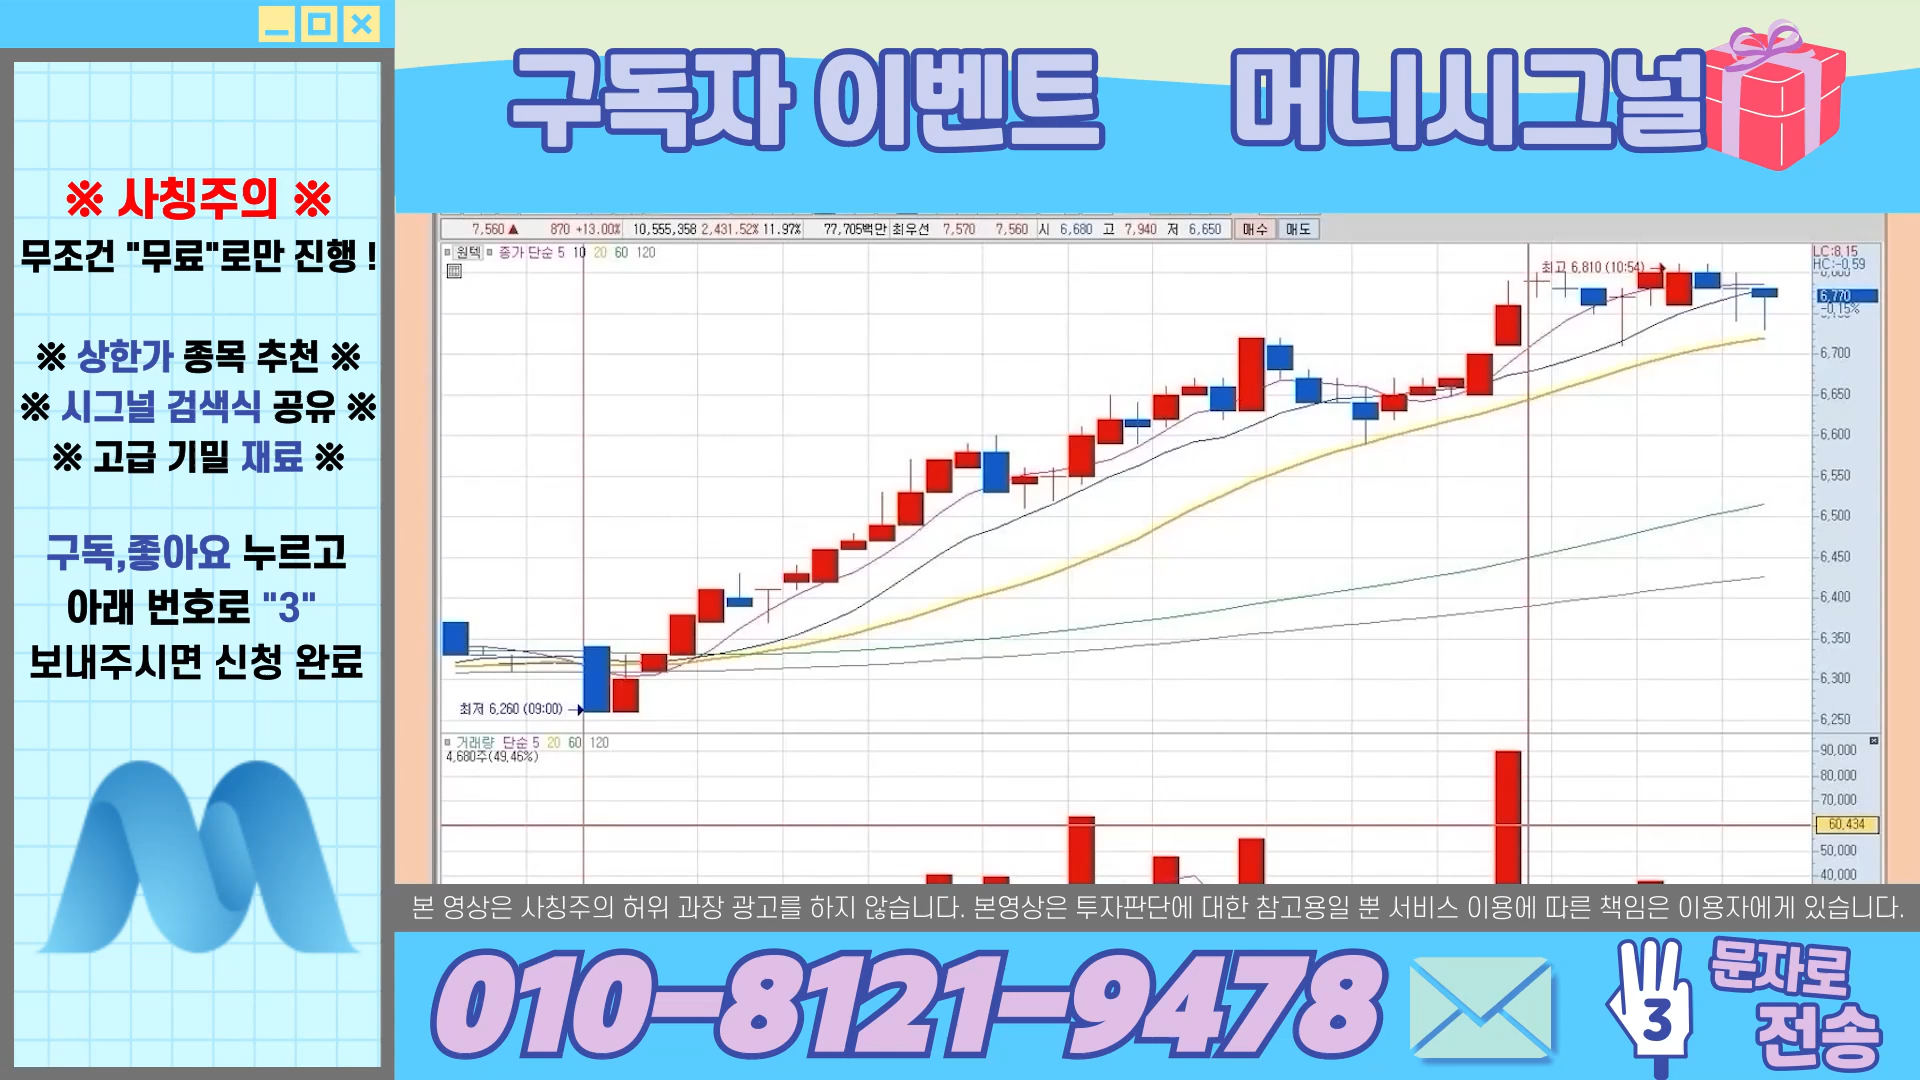 구독자 이벤트 머니시그널
※ 사칭주의 ※
무조건 "무료"로만 진행 !
※ 상한가 종목 추천 ※
※ 시그널 검색식 공유 ※
※ 고급 기밀 재료 ※
구독,좋아요 누르고
아래 번호로 "3"
보내주시면 신청 완료
7,560▲ 870 +13.00% 10,555,358 2,431.52% 11.97% 77,705백만 최우선 7,570 7,560 시 6,680 고 7,940 저 6,650 매수 매도
원텍 종가 단순 5 10 20 60 120
최고 6,810 (10:54)
LC:8.15
HC:-0.59
6,770
-0.15%
6,700
6,650
6,600
6,550
6,500
6,450
6,400
6,350
6,300
6,250
최저 6,260 (09:00)
거래량 단순 5 20 60 120
4,680주(49.46%)
90,000
80,000
70,000
60,434
50,000
40,000
본 영상은 사칭주의 허위 과장 광고를 하지 않습니다. 본영상은 투자판단에 대한 참고용일 뿐 서비스 이용에 따른 책임은 이용자에게 있습니다.
010-8121-9478
3
문자로
전송